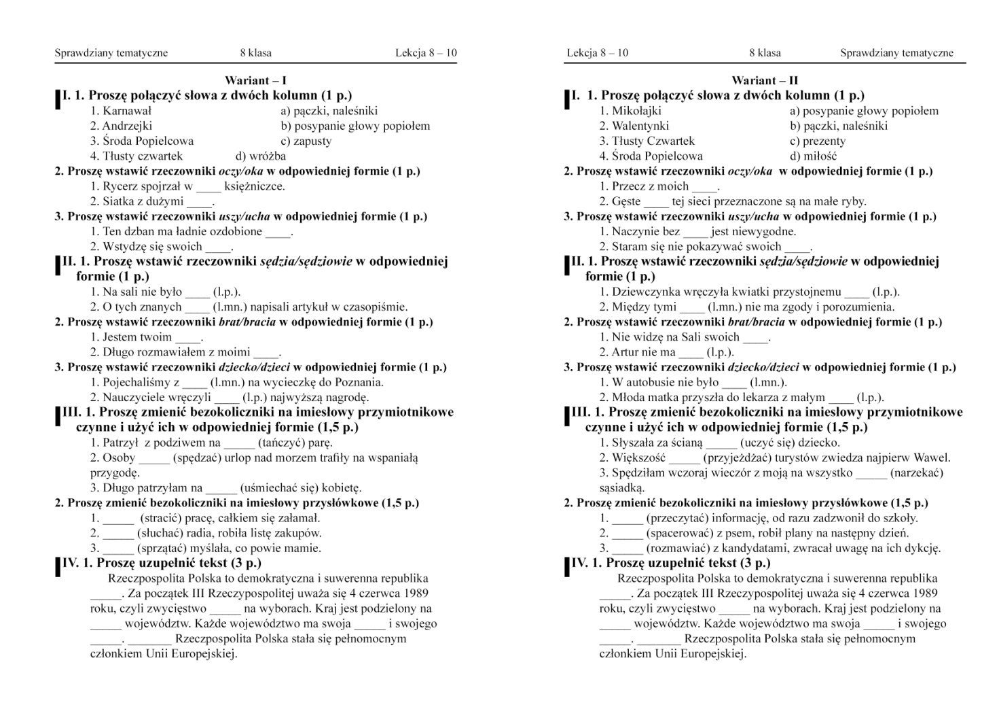 Sprawdziany tematyczne 8 klasa Lekcja 8 – 10
Wariant – I
I. 1. Proszę połączyć słowa z dwóch kolumn (1 p.)
1. Karnawał a) pączki, naleśniki
2. Andrzejki b) posypanie głowy popiołem
3. Środa Popielcowa c) zapusty
4. Tłusty czwartek d) wróżba
2. Proszę wstawić rzeczowniki oczy/oka w odpowiedniej formie (1 p.)
1. Rycerz spojrzał w ____ księżniczce.
2. Siatka z dużymi ____.
3. Proszę wstawić rzeczowniki uszy/ucha w odpowiedniej formie (1 p.)
1. Ten dzban ma ładnie ozdobione ____.
2. Wstydzę się swoich ____.
II. 1. Proszę wstawić rzeczowniki sędzia/sędziowie w odpowiedniej
formie (1 p.)
1. Na sali nie było ____ (l.p.).
2. O tych znanych ____ (l.mn.) napisali artykuł w czasopiśmie.
2. Proszę wstawić rzeczowniki brat/bracia w odpowiedniej formie (1 p.)
1. Jestem twoim ____.
2. Długo rozmawiałem z moimi ____.
3. Proszę wstawić rzeczowniki dziecko/dzieci w odpowiedniej formie (1 p.)
1. Pojechaliśmy z ____ (l.mn.) na wycieczkę do Poznania.
2. Nauczyciele wręczyli ____ (l.p.) najwyższą nagrodę.
III. 1. Proszę zmienić bezokoliczniki na imiesłowy przymiotnikowe
czynne i użyć ich w odpowiedniej formie (1,5 p.)
1. Patrzył z podziwem na _____ (tańczyć) parę.
2. Osoby _____ (spędzać) urlop nad morzem trafiły na wspaniałą
przygodę.
3. Długo patrzyłam na _____ (uśmiechać się) kobietę.
2. Proszę zmienić bezokoliczniki na imiesłowy przysłówkowe (1,5 p.)
1. _____ (stracić) pracę, całkiem się załamał.
2. _____ (słuchać) radia, robiła listę zakupów.
3. _____ (sprzątać) myślała, co powie mamie.
IV. 1. Proszę uzupełnić tekst (3 p.)
Rzeczpospolita Polska to demokratyczna i suwerenna republika
_____. Za początek III Rzeczypospolitej uważa się 4 czerwca 1989
roku, czyli zwycięstwo _____ na wyborach. Kraj jest podzielony na
_____ województw. Każde województwo ma swoja _____ i swojego
_____. _______ Rzeczpospolita Polska stała się pełnomocnym
członkiem Unii Europejskiej.
Lekcja 8 – 10 8 klasa Sprawdziany tematyczne
Wariant – II
I. 1. Proszę połączyć słowa z dwóch kolumn (1 p.)
1. Mikołajki a) posypanie głowy popiołem
2. Walentynki b) pączki, naleśniki
3. Tłusty Czwartek c) prezenty
4. Środa Popielcowa d) miłość
2. Proszę wstawić rzeczowniki oczy/oka w odpowiedniej formie (1 p.)
1. Przecz z moich ____.
2. Gęste ____ tej sieci przeznaczone są na małe ryby.
3. Proszę wstawić rzeczowniki uszy/ucha w odpowiedniej formie (1 p.)
1. Naczynie bez ____ jest niewygodne.
2. Staram się nie pokazywać swoich ____.
II. 1. Proszę wstawić rzeczowniki sędzia/sędziowie w odpowiedniej
formie (1 p.)
1. Dziewczynka wręczyła kwiatki przystojnemu ____ (l.p.).
2. Między tymi ____ (l.mn.) nie ma zgody i porozumienia.
2. Proszę wstawić rzeczowniki brat/bracia w odpowiedniej formie (1 p.)
1. Nie widzę na Sali swoich ____.
2. Artur nie ma ____ (l.p.).
3. Proszę wstawić rzeczowniki dziecko/dzieci w odpowiedniej formie (1 p.)
1. W autobusie nie było ____ (l.mn.).
2. Młoda matka przyszła do lekarza z małym ____ (l.p.).
III. 1. Proszę zmienić bezokoliczniki na imiesłowy przymiotnikowe
czynne i użyć ich w odpowiedniej formie (1,5 p.)
1. Słyszała za ścianą _____ (uczyć się) dziecko.
2. Większość _____ (przyjeżdżać) turystów zwiedza najpierw Wawel.
3. Spędziłam wczoraj wieczór z moją na wszystko _____ (narzekać)
sąsiadką.
2. Proszę zmienić bezokoliczniki na imiesłowy przysłówkowe (1,5 p.)
1. _____ (przeczytać) informację, od razu zadzwonił do szkoły.
2. _____ (spacerować) z psem, robił plany na następny dzień.
3. _____ (rozmawiać) z kandydatami, zwracał uwagę na ich dykcję.
IV. 1. Proszę uzupełnić tekst (3 p.)
Rzeczpospolita Polska to demokratyczna i suwerenna republika
_____. Za początek III Rzeczypospolitej uważa się 4 czerwca 1989
roku, czyli zwycięstwo _____ na wyborach. Kraj jest podzielony na
_____ województw. Każde województwo ma swoja _____ i swojego
_____. _______ Rzeczpospolita Polska stała się pełnomocnym
członkiem Unii Europejskiej.